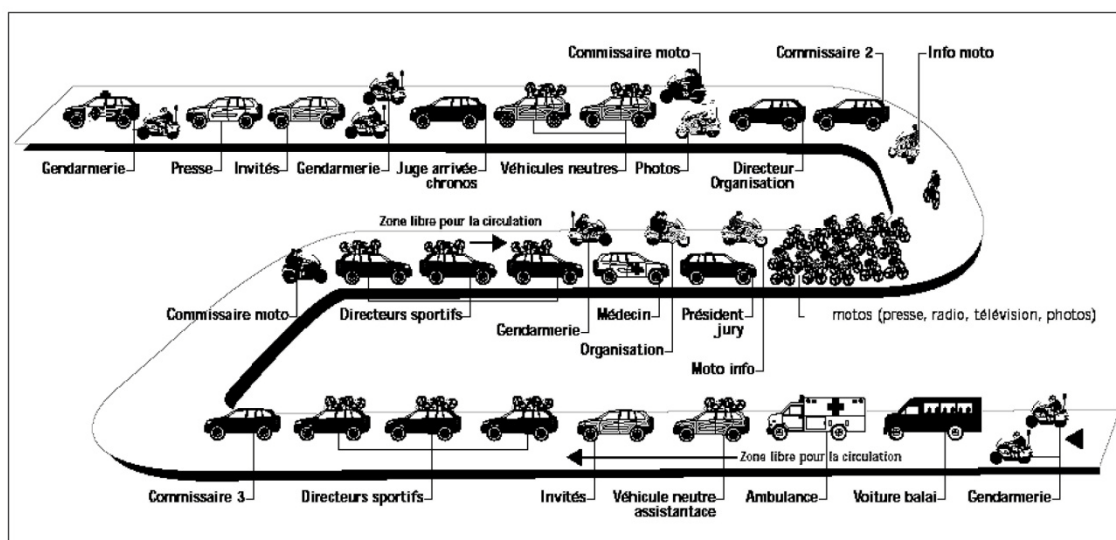 Commissaire moto
Commissaire 2
Info moto
Gendarmerie
Presse
Invités
Gendarmerie
Juge arrivée
chronos
Véhicules neutres
Photos
Directeur
Organisation
Zone libre pour la circulation
Commissaire moto
Directeurs sportifs
Gendarmerie
Médecin
Organisation
Président
jury
Moto info
motos (presse, radio, télévision, photos)
Zone libre pour la circulation
Commissaire 3
Directeurs sportifs
Invités
Véhicule neutre
assistantace
Ambulance
Voiture balai
Gendarmerie